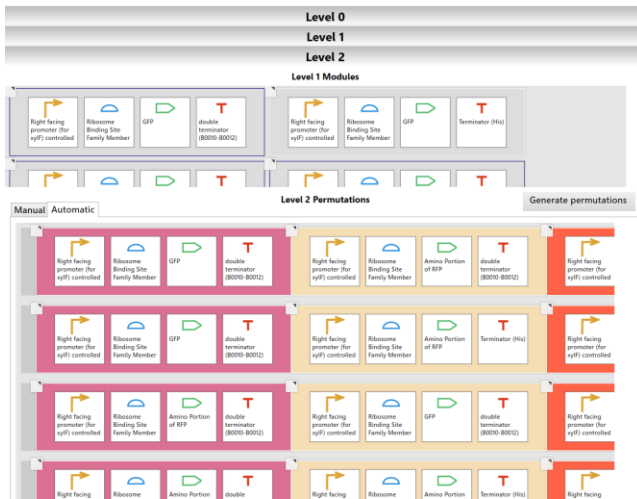 Level 0
Level 1
Level 2
Level 1 Modules
Right facing promoter (for xylF) controlled
Ribosome Binding Site Family Member
GFP
double terminator (B0010-B0012)
Right facing promoter (for xylF) controlled
Ribosome Binding Site Family Member
GFP
Terminator (His)
Level 2 Permutations
Generate permutations
Manual
Automatic
Right facing promoter (for xylF) controlled
Ribosome Binding Site Family Member
GFP
double terminator (B0010-B0012)
Right facing promoter (for xylF) controlled
Ribosome Binding Site Family Member
Amino Portion of RFP
double terminator (B0010-B0012)
Right facing promoter (for xylF) controlled
Right facing promoter (for xylF) controlled
Ribosome Binding Site Family Member
GFP
double terminator (B0010-B0012)
Right facing promoter (for xylF) controlled
Ribosome Binding Site Family Member
Amino Portion of RFP
Terminator (His)
Right facing promoter (for xylF) controlled
Right facing promoter (for xylF) controlled
Ribosome Binding Site Family Member
Amino Portion of RFP
double terminator (B0010-B0012)
Right facing promoter (for xylF) controlled
Ribosome Binding Site Family Member
GFP
double terminator (B0010-B0012)
Right facing promoter (for xylF) controlled
Right facing
Ribosome
Amino Portion
double
Right facing
Ribosome
Amino Portion
Terminator (His)
Right facing